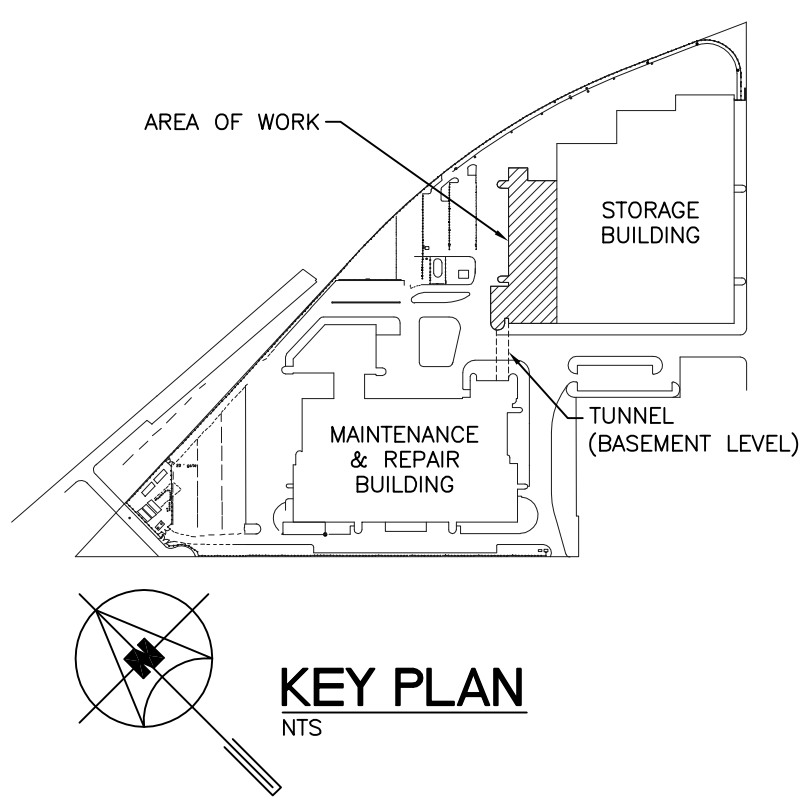 AREA OF WORK
STORAGE
BUILDING
TUNNEL
(BASEMENT LEVEL)
MAINTENANCE
& REPAIR
BUILDING
N
KEY PLAN
NTS